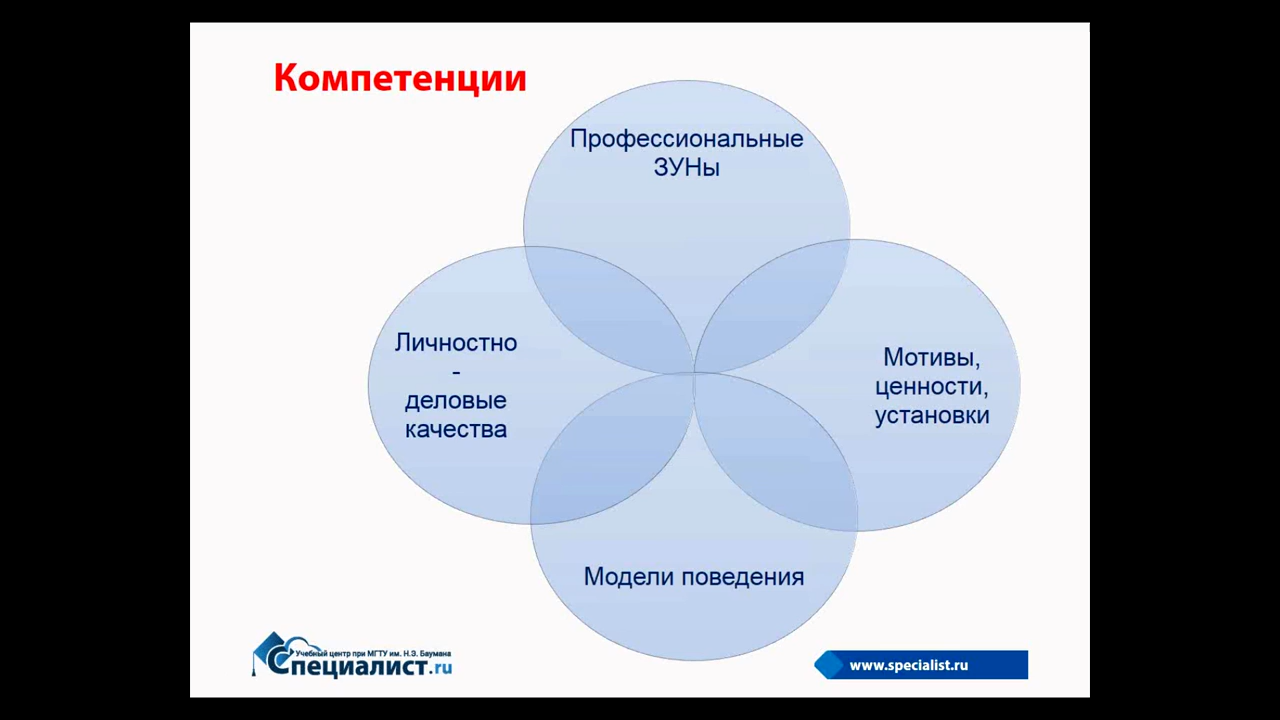 Компетенции
Профессиональные
ЗУНы
Личностно
-
деловые
качества
Мотивы,
ценности,
установки
Модели поведения
Учебный центр при МГТУ им. Н.Э. Баумана
Специалист.ru
www.specialist.ru